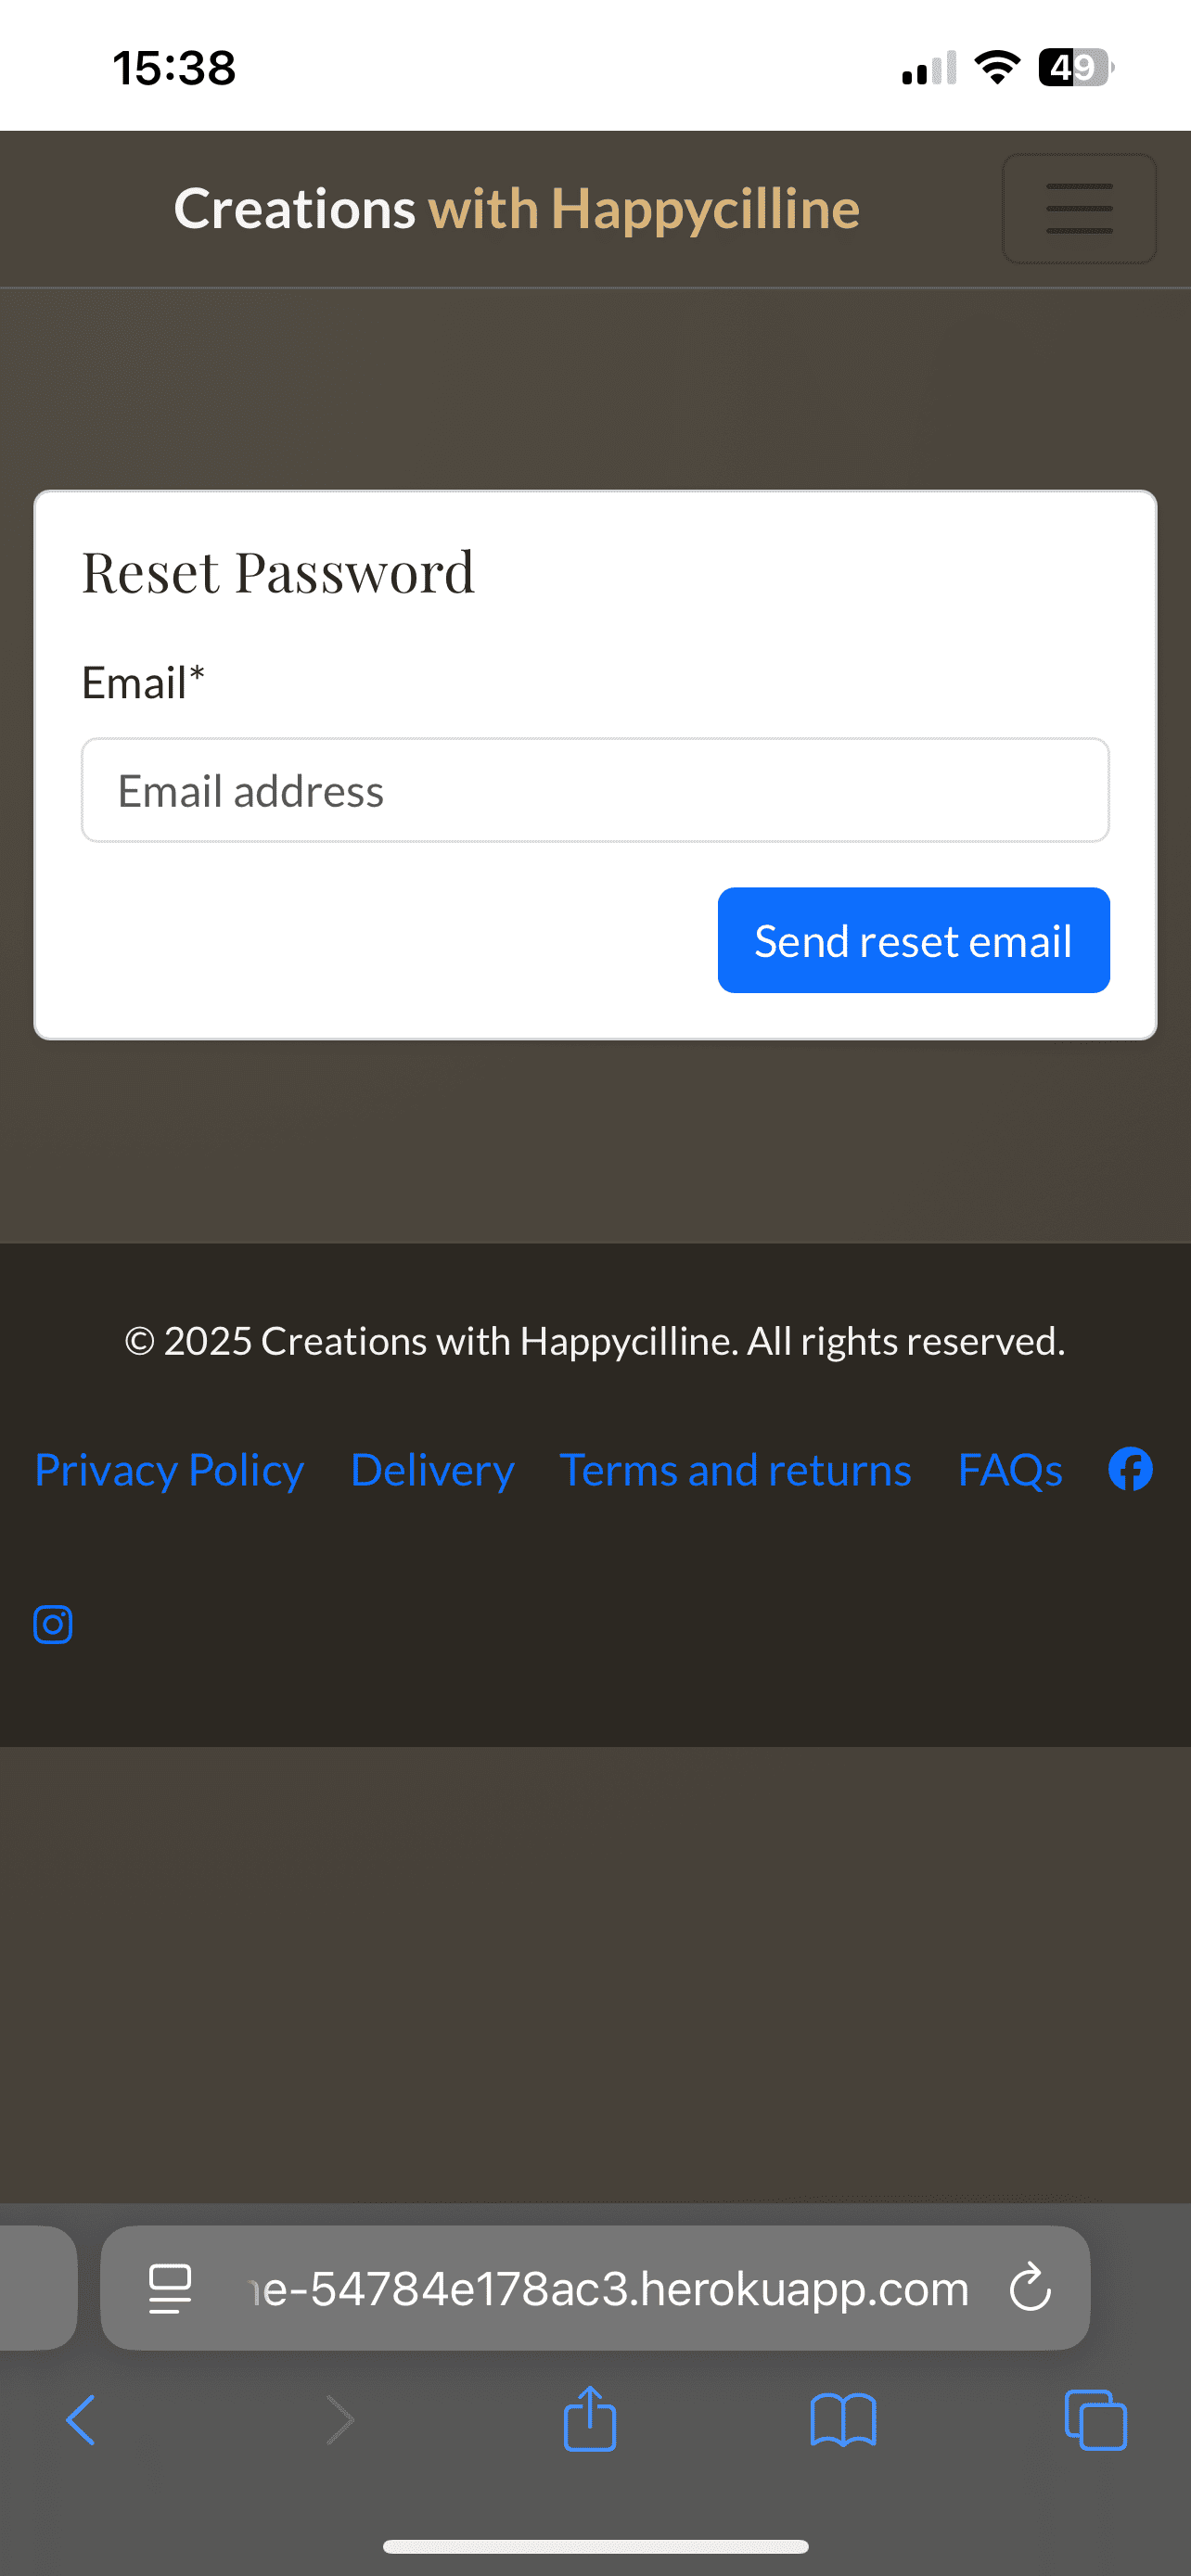 15:38
49
Creations with Happycilline
Reset Password
Email*
Email address
Send reset email
© 2025 Creations with Happycilline. All rights reserved.
Privacy Policy Delivery Terms and returns FAQs
e-54784e178ac3.herokuapp.com